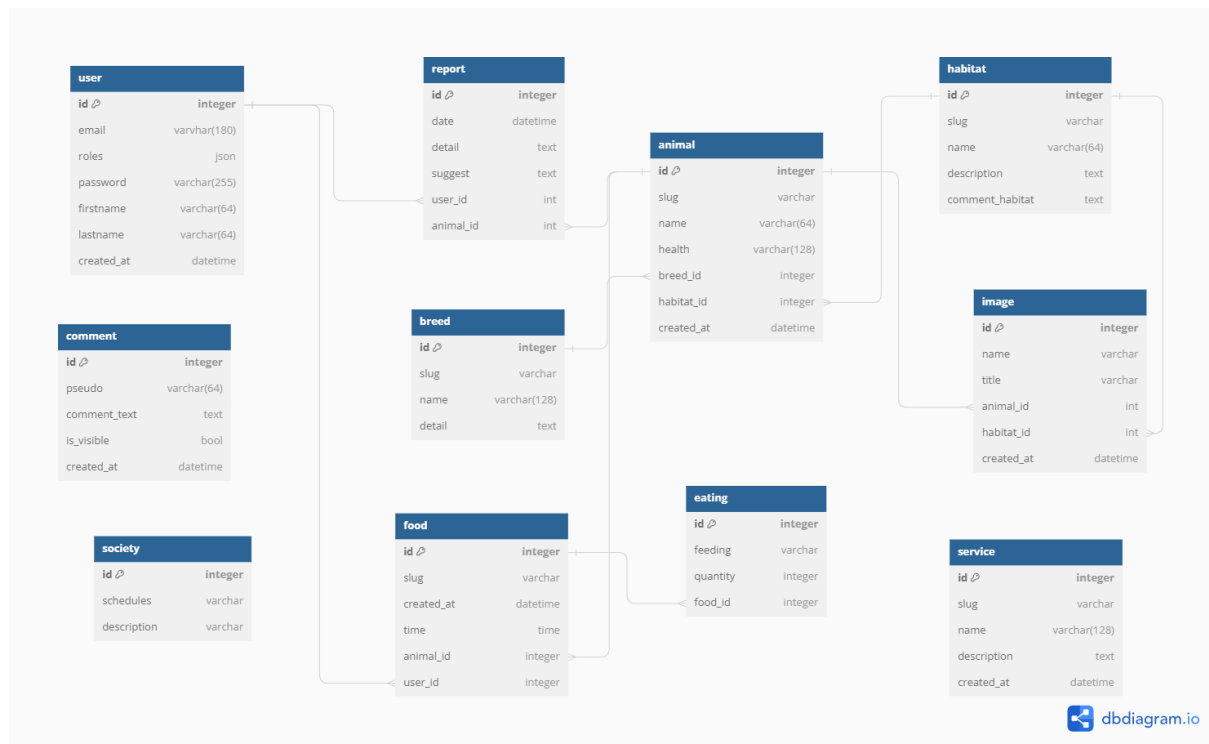 user
id integer
email varvhar(180)
roles json
password varchar(255)
firstname varchar(64)
lastname varchar(64)
created_at datetime
report
id integer
date datetime
detail text
suggest text
user_id int
animal_id int
animal
id integer
slug varchar
name varchar(64)
health varchar(128)
breed_id integer
habitat_id integer
created_at datetime
habitat
id integer
slug varchar
name varchar(64)
description text
comment_habitat text
comment
id integer
pseudo varchar(64)
comment_text text
is_visible bool
created_at datetime
breed
id integer
slug varchar
name varchar(128)
detail text
image
id integer
name varchar
title varchar
animal_id int
habitat_id int
created_at datetime
society
id integer
schedules varchar
description varchar
food
id integer
slug varchar
created_at datetime
time time
animal_id integer
user_id integer
eating
id integer
feeding varchar
quantity integer
food_id integer
service
id integer
slug varchar
name varchar(128)
description text
created_at datetime
dbdiagram.io